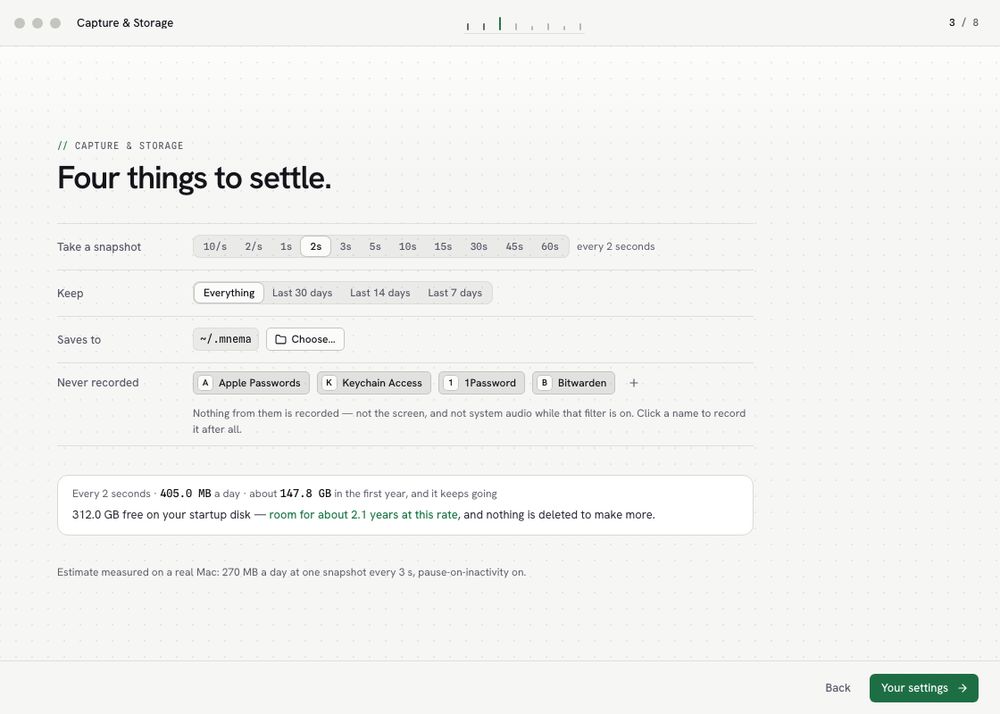 Capture & Storage
3 / 8
// CAPTURE & STORAGE
Four things to settle.
Take a snapshot
10/s 2/s 1s 2s 3s 5s 10s 15s 30s 45s 60s every 2 seconds
Keep
Everything Last 30 days Last 14 days Last 7 days
Saves to
~/.mnema Choose...
Never recorded
A Apple Passwords K Keychain Access 1 1Password B Bitwarden +
Nothing from them is recorded — not the screen, and not system audio while that filter is on. Click a name to record
it after all.
Every 2 seconds · 405.0 MB a day · about 147.8 GB in the first year, and it keeps going
312.0 GB free on your startup disk — room for about 2.1 years at this rate, and nothing is deleted to make more.
Estimate measured on a real Mac: 270 MB a day at one snapshot every 3 s, pause-on-inactivity on.
Back
Your settings →